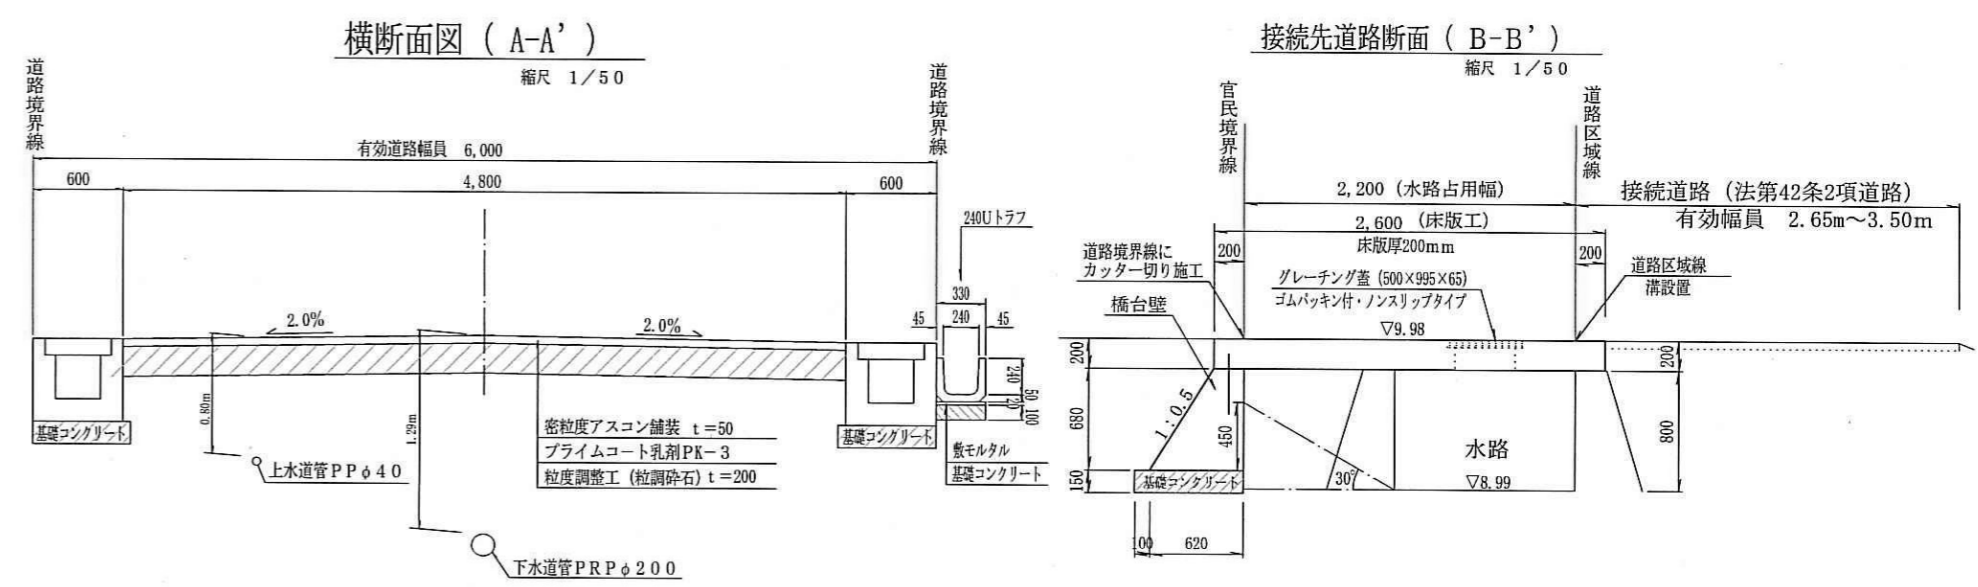 横断面図 ( A-A' )
縮尺 1/50
道路境界線
道路境界線
有効道路幅員 6,000
600
4,800
600
240Uトラフ
330
45
240
45
2.0%
2.0%
240
50
20
100
0.80m
1.29m
基礎コンクリート
基礎コンクリート
密粒度アスコン舗装 t=50
プライムコート乳剤PK-3
粒度調整工 (粒調砕石) t=200
敷モルタル
基礎コンクリート
上水道管PPφ40
下水道管PRPφ200
接続先道路断面 ( B-B' )
縮尺 1/50
官民境界線
道路区域線
2,200 (水路占用幅)
接続道路 (法第42条2項道路)
有効幅員 2.65m~3.50m
2,600 (床版工)
床版厚200mm
200
200
道路境界線に
カッター切り施工
グレーチング蓋 (500×995×65)
ゴムパッキン付・ノンスリップタイプ
道路区域線
溝設置
橋台壁
▽9.98
200
200
1:0.5
680
450
800
水路
30°
▽8.99
150
基礎コンクリート
100
620